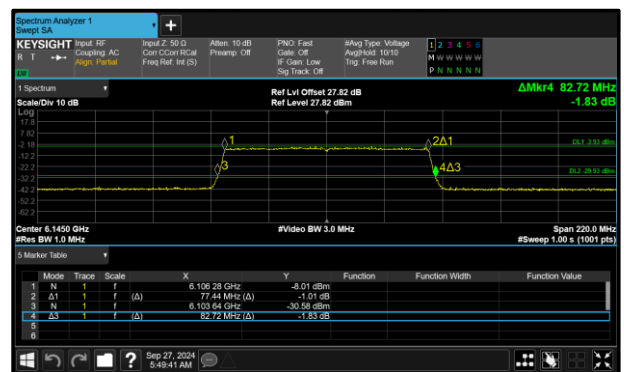 Spectrum Analyzer 1
Swept SA
+
KEYSIGHT Input: RF Input Z: 50 Ω Atten: 10 dB PNO: Fast #Avg Type: Voltage 1 2 3 4 5 6
R T Coupling: AC Corr CCorr RCal Preamp: Off Gate: Off Avg|Hold: 10/10 M W W W W W
Align: Partial Freq Ref: Int (S) IF Gain: Low Trig: Free Run
Sig Track: Off P N N N N N
1 Spectrum Ref Lvl Offset 27.82 dB ΔMkr4 82.72 MHz
Scale/Div 10 dB Ref Level 27.82 dBm -1.83 dB
Log
17.8
7.82
-2.18 1 2Δ1 DL1 -3.93 dBm
-12.2
-22.2 3 4Δ3 DL2 -29.93 dBm
-32.2
-42.2
-52.2
-62.2
Center 6.1450 GHz #Video BW 3.0 MHz Span 220.0 MHz
#Res BW 1.0 MHz #Sweep 1.00 s (1001 pts)
5 Marker Table
Mode Trace Scale X Y Function Function Width Function Value
1 N 1 f 6.106 28 GHz -8.01 dBm
2 Δ1 1 f (Δ) 77.44 MHz (Δ) -1.01 dB
3 N 1 f 6.103 64 GHz -30.58 dBm
4 Δ3 1 f (Δ) 82.72 MHz (Δ) -1.83 dB
5
6
? Sep 27, 2024
5:49:41 AM